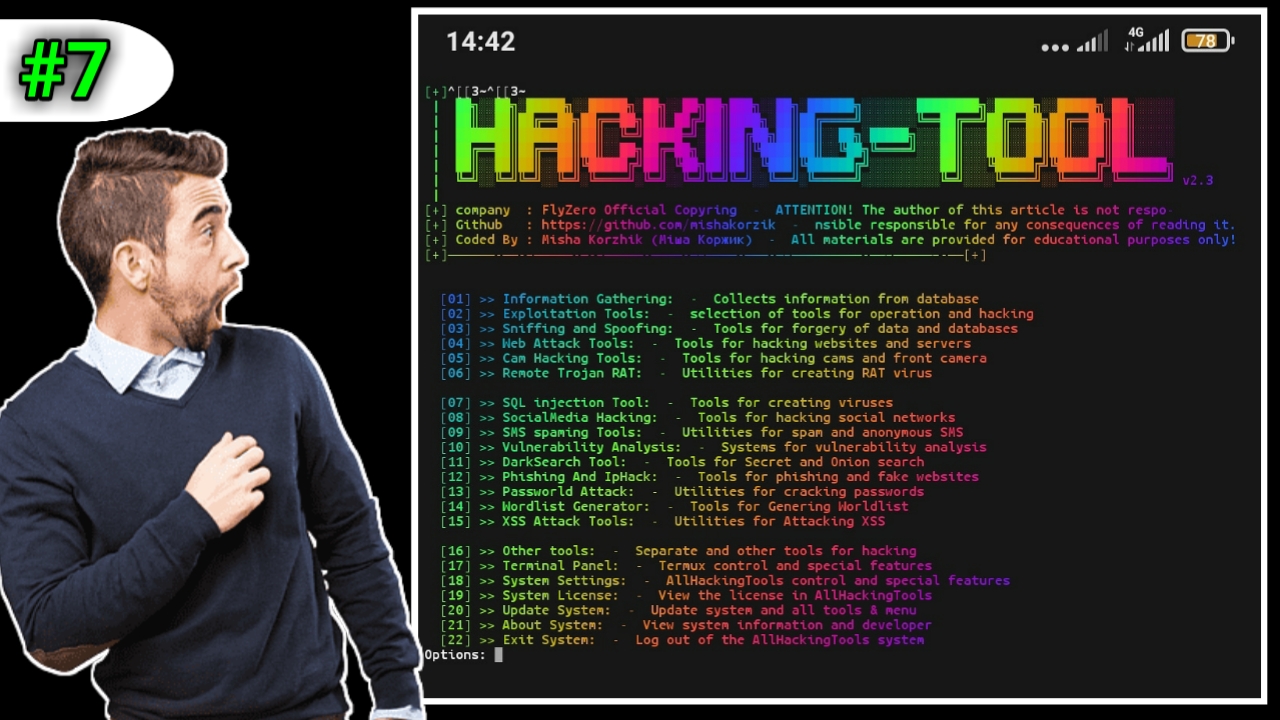 #7
14:42
4G
78
[+]^[[3~^[[3~
HACKING-TOOL
v2.3
[+] company : FlyZero Official Copyring - ATTENTION! The author of this article is not respo-
[+] Github : https://github.com/mishakorzik - nsible responsible for any consequences of reading it.
[+] Coded By : Misha Korzhik (Міша Коржик) - All materials are provided for educational purposes only!
[+]————————————————————[+]
[01] >> Information Gathering: - Collects information from database
[02] >> Exploitation Tools: - selection of tools for operation and hacking
[03] >> Sniffing and Spoofing: - Tools for forgery of data and databases
[04] >> Web Attack Tools: - Tools for hacking websites and servers
[05] >> Cam Hacking Tools: - Tools for hacking cams and front camera
[06] >> Remote Trojan RAT: - Utilities for creating RAT virus
[07] >> SQL injection Tool: - Tools for creating viruses
[08] >> SocialMedia Hacking: - Tools for hacking social networks
[09] >> SMS spaming Tools: - Utilities for spam and anonymous SMS
[10] >> Vulnerability Analysis: - Systems for vulnerability analysis
[11] >> DarkSearch Tool: - Tools for Secret and Onion search
[12] >> Phishing And IpHack: - Tools for phishing and fake websites
[13] >> Passworld Attack: - Utilities for cracking passwords
[14] >> Wordlist Generator: - Tools for Genering Worldlist
[15] >> XSS Attack Tools: - Utilities for Attacking XSS
[16] >> Other tools: - Separate and other tools for hacking
[17] >> Terminal Panel: - Termux control and special features
[18] >> System Settings: - AllHackingTools control and special features
[19] >> System License: - View the license in AllHackingTools
[20] >> Update System: - Update system and all tools & menu
[21] >> About System: - View system information and developer
[22] >> Exit System: - Log out of the AllHackingTools system
Options: